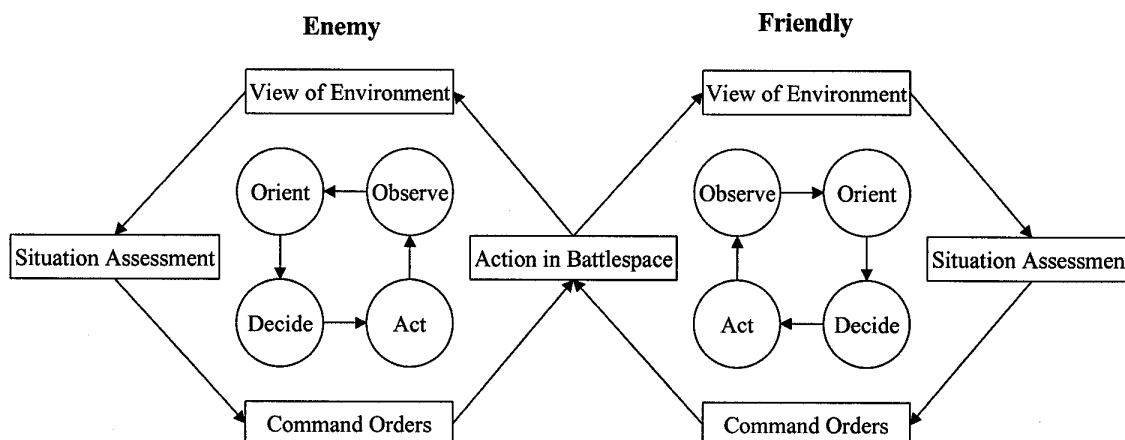 Enemy
Friendly
View of Environment
View of Environment
Orient
Observe
Observe
Orient
Situation Assessment
Action in Battlespace
Situation Assessmen
Decide
Act
Act
Decide
Command Orders
Command Orders